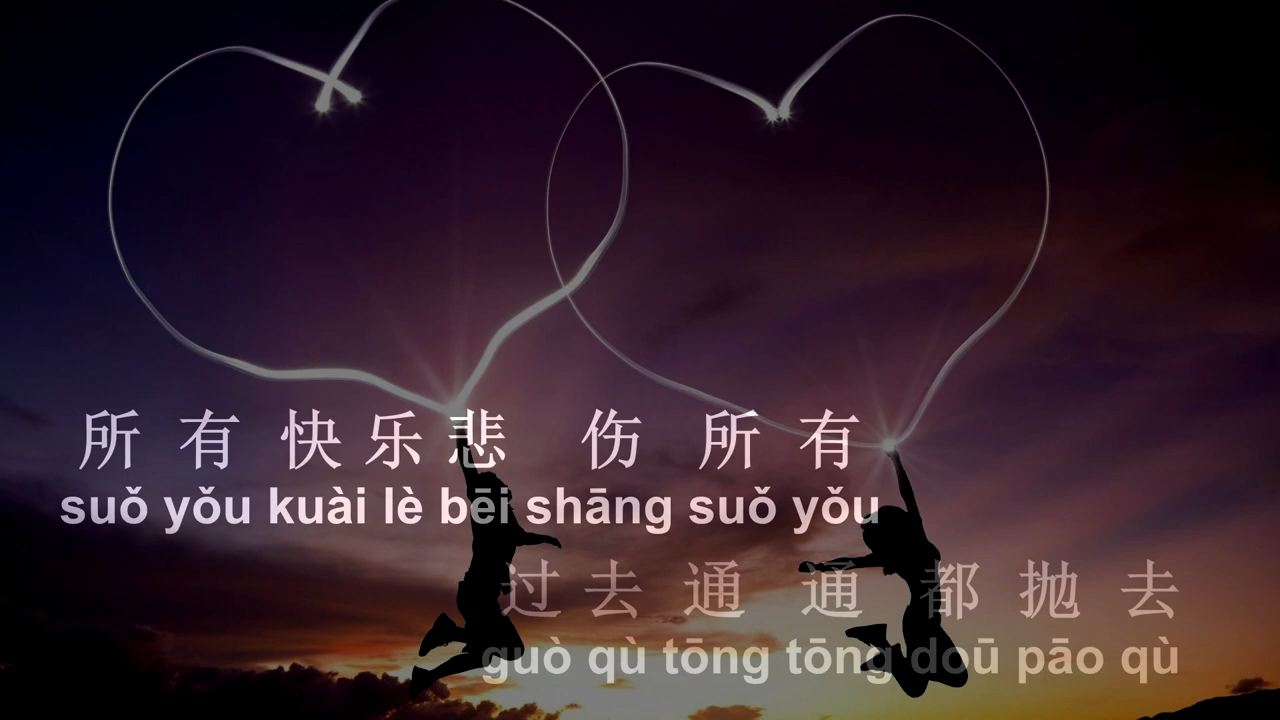 所 有 快 乐 悲 伤 所 有
suǒ yǒu kuài lè bēi shāng suǒ yǒu
过 去 通 通 都 抛 去
guò qù tōng tōng doū pāo qù